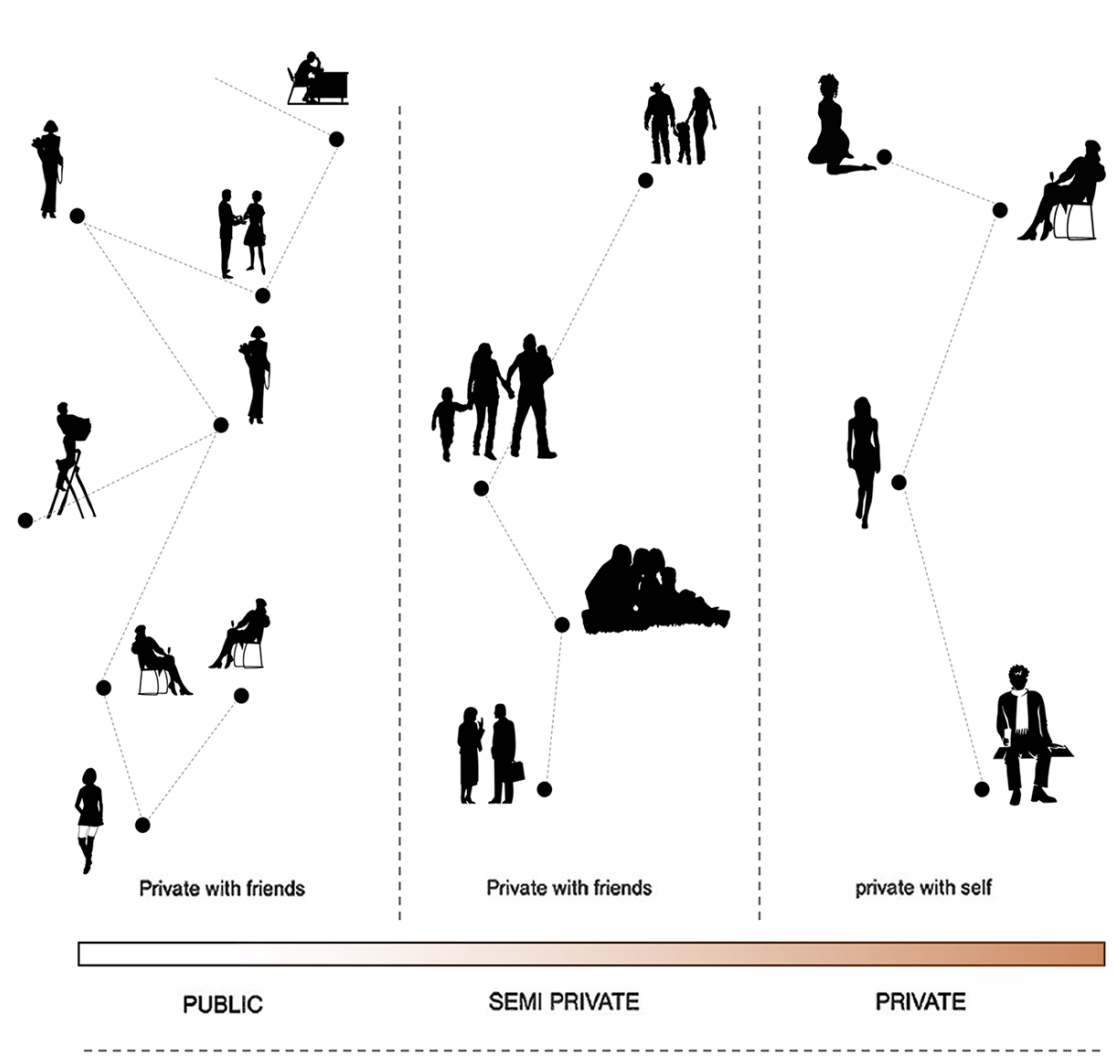 Private with friends
Private with friends
private with self
PUBLIC
SEMI PRIVATE
PRIVATE